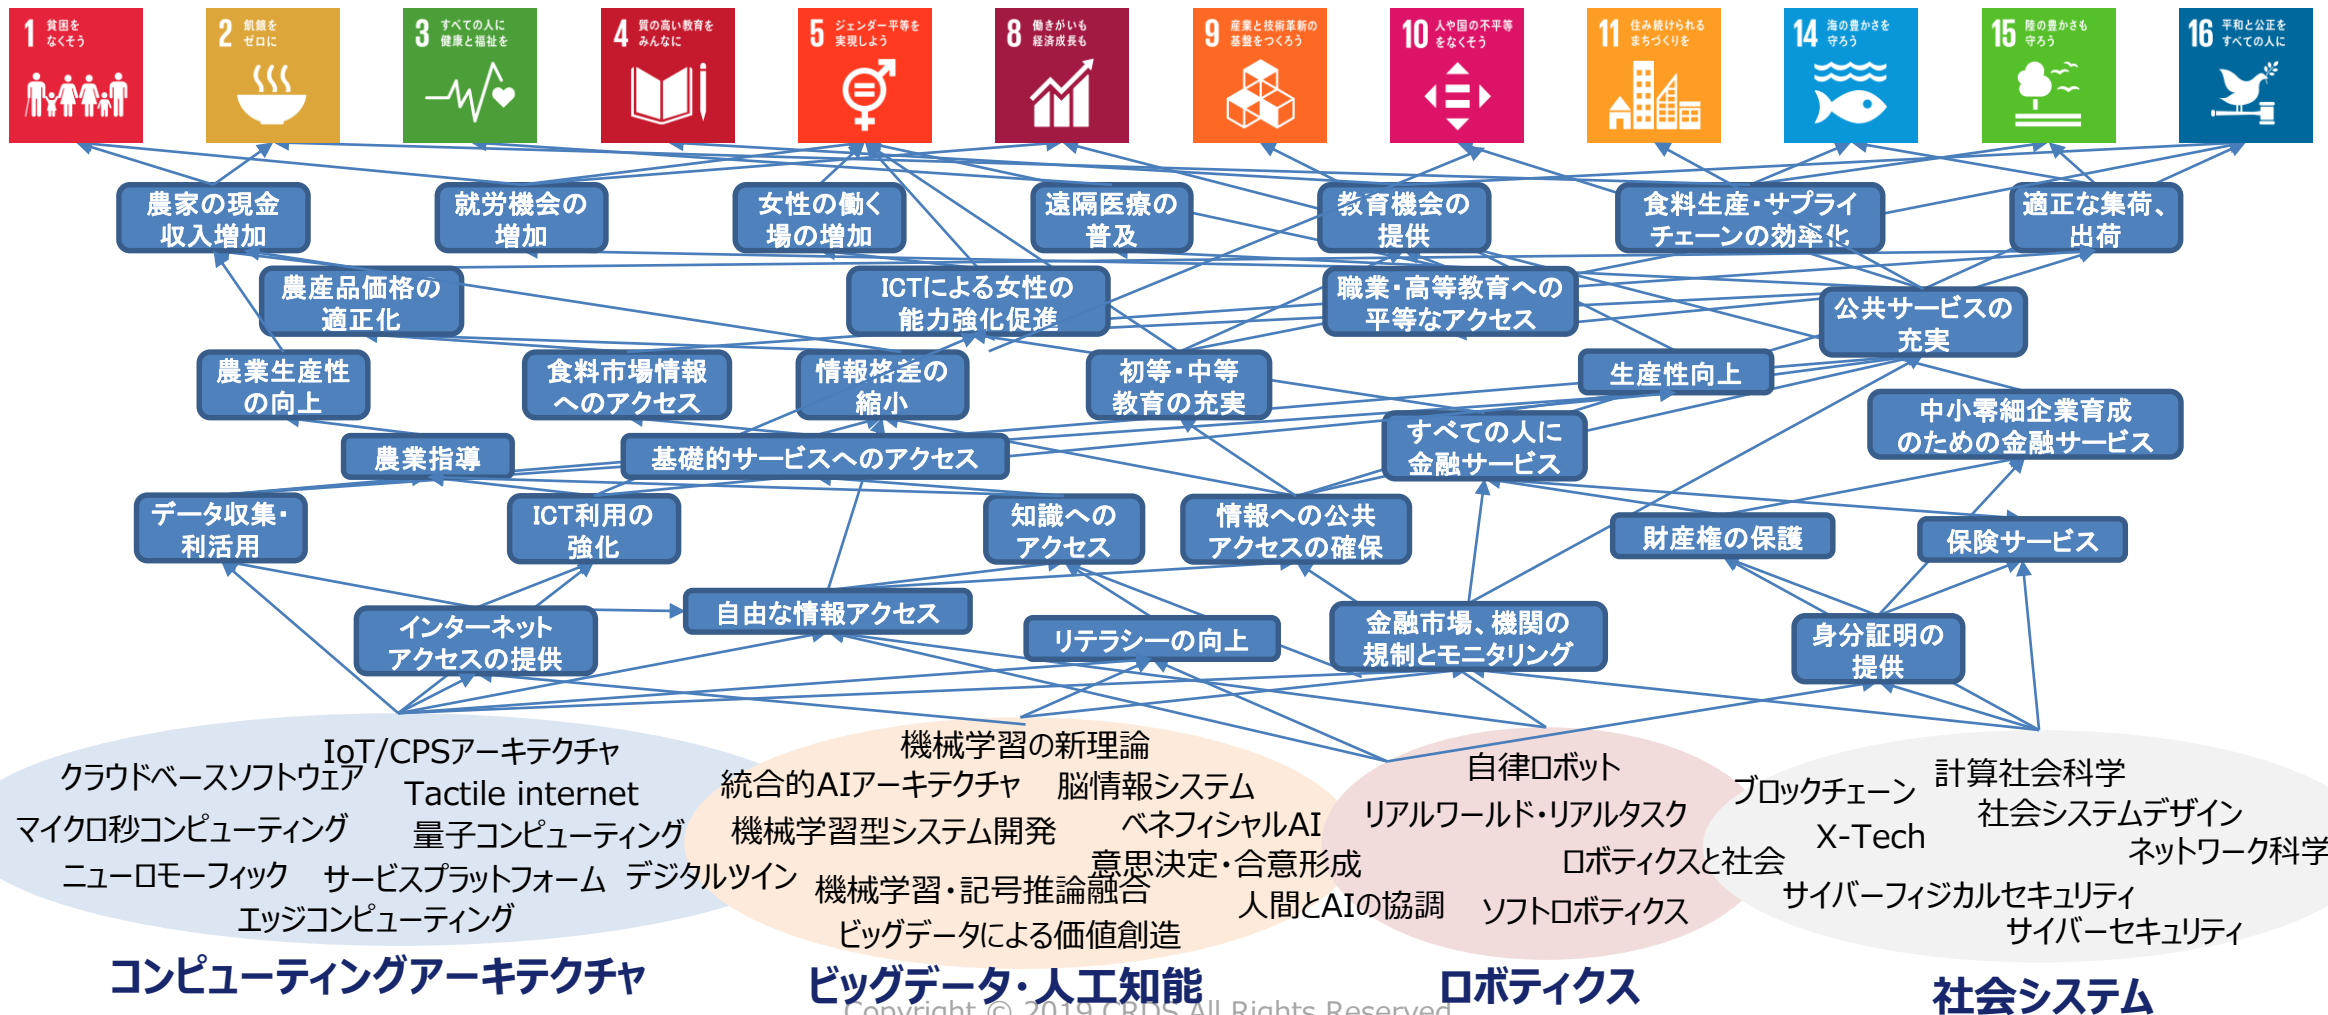 1 貧困を
なくそう
2 飢餓を
ゼロに
3 すべての人に
健康と福祉を
4 質の高い教育を
みんなに
5 ジェンダー平等を
実現しよう
8 働きがいも
経済成長も
9 産業と技術革新の
基盤をつくろう
10 人や国の不平等
をなくそう
11 住み続けられる
まちづくりを
14 海の豊かさを
守ろう
15 陸の豊かさも
守ろう
16 平和と公正を
すべての人に
農家の現金
収入増加
就労機会の
増加
女性の働く
場の増加
遠隔医療の
普及
教育機会の
提供
食料生産・サプライ
チェーンの効率化
適正な集荷、
出荷
農産品価格の
適正化
ICTによる女性の
能力強化促進
職業・高等教育への
平等なアクセス
公共サービスの
充実
農業生産性
の向上
食料市場情報
へのアクセス
情報格差の
縮小
初等・中等
教育の充実
生産性向上
中小零細企業育成
のための金融サービス
農業指導
基礎的サービスへのアクセス
すべての人に
金融サービス
データ収集・
利活用
ICT利用の
強化
知識への
アクセス
情報への公共
アクセスの確保
財産権の保護
保険サービス
インターネット
アクセスの提供
自由な情報アクセス
リテラシーの向上
金融市場、機関の
規制とモニタリング
身分証明の
提供
IoT/CPSアーキテクチャ
クラウドベースソフトウェア
Tactile internet
マイクロ秒コンピューティング
量子コンピューティング
ニューロモーフィック
サービスプラットフォーム
デジタルツイン
エッジコンピューティング
コンピューティングアーキテクチャ
機械学習の新理論
統合的AIアーキテクチャ
脳情報システム
機械学習型システム開発
ベネフィシャルAI
意思決定・合意形成
機械学習・記号推論融合
人間とAIの協調
ビッグデータによる価値創造
ビッグデータ・人工知能
自律ロボット
リアルワールド・リアルタスク
ロボティクスと社会
ソフトロボティクス
ロボティクス
ブロックチェーン
計算社会科学
社会システムデザイン
X-Tech
ネットワーク科学
サイバーフィジカルセキュリティ
サイバーセキュリティ
社会システム
Copyright © 2019 CRDS All Rights Reserved